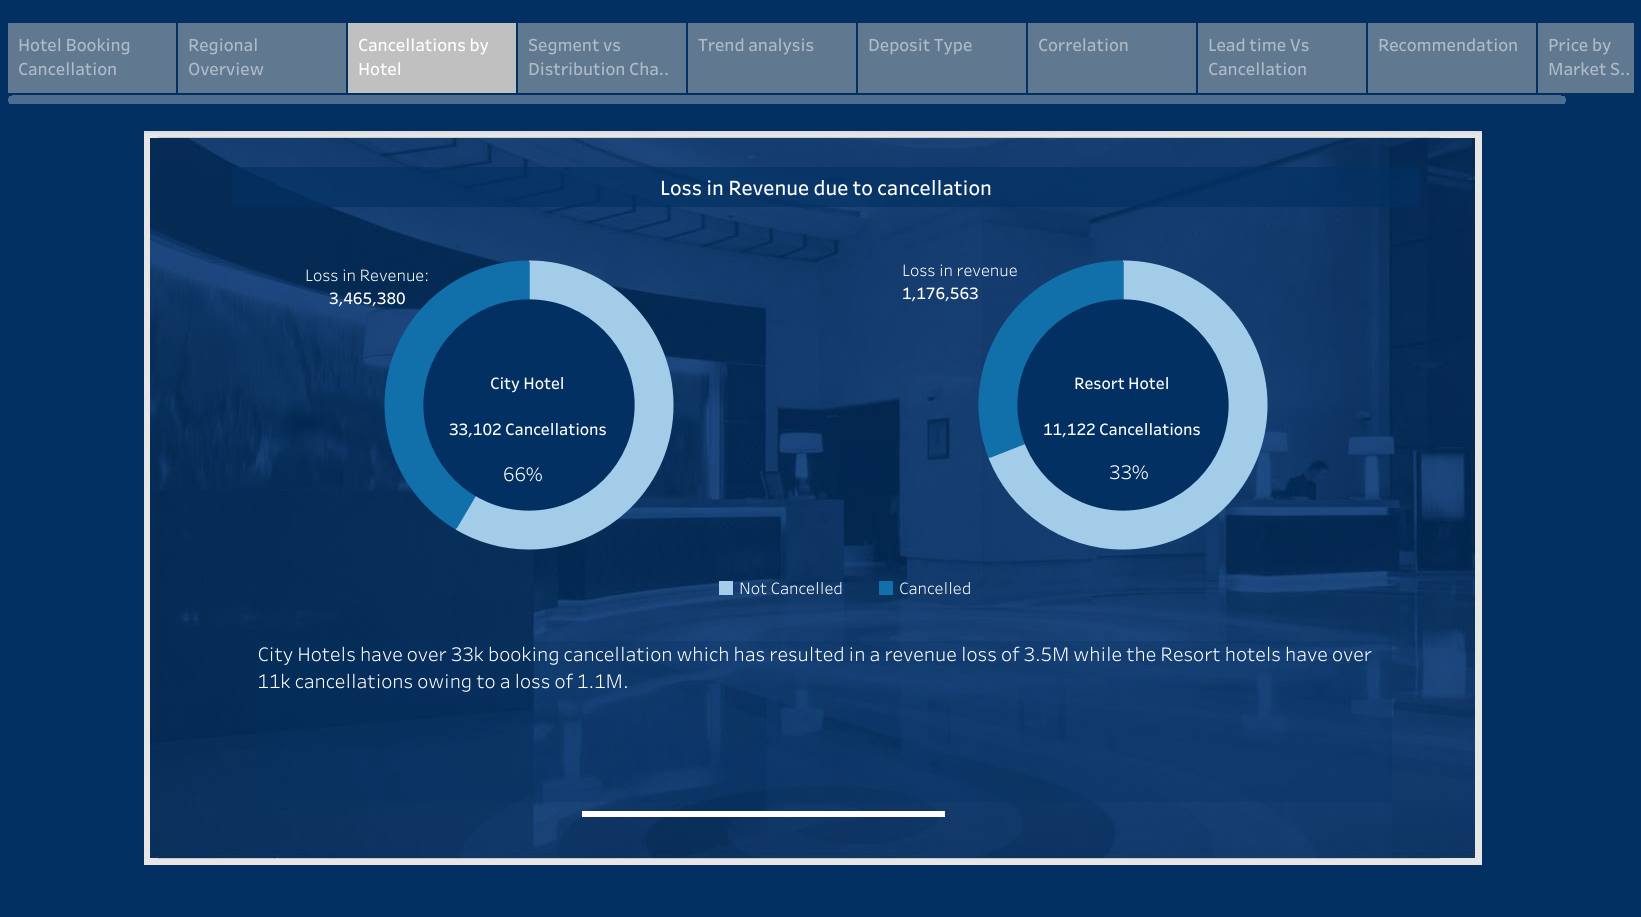 Hotel Booking
Cancellation
Regional
Overview
Cancellations by
Hotel
Segment vs
Distribution Cha..
Trend analysis
Deposit Type
Correlation
Lead time Vs
Cancellation
Recommendation
Price by
Market S..
Loss in Revenue due to cancellation
Loss in Revenue:
3,465,380
City Hotel
33,102 Cancellations
66%
Loss in revenue
1,176,563
Resort Hotel
11,122 Cancellations
33%
Not Cancelled
Cancelled
City Hotels have over 33k booking cancellation which has resulted in a revenue loss of 3.5M while the Resort hotels have over
11k cancellations owing to a loss of 1.1M.